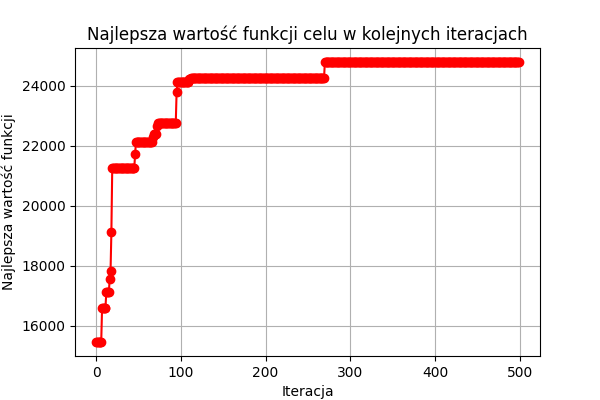 Najlepsza wartość funkcji celu w kolejnych iteracjach
Najlepsza wartość funkcji
24000
22000
20000
18000
16000
0 100 200 300 400 500
Iteracja